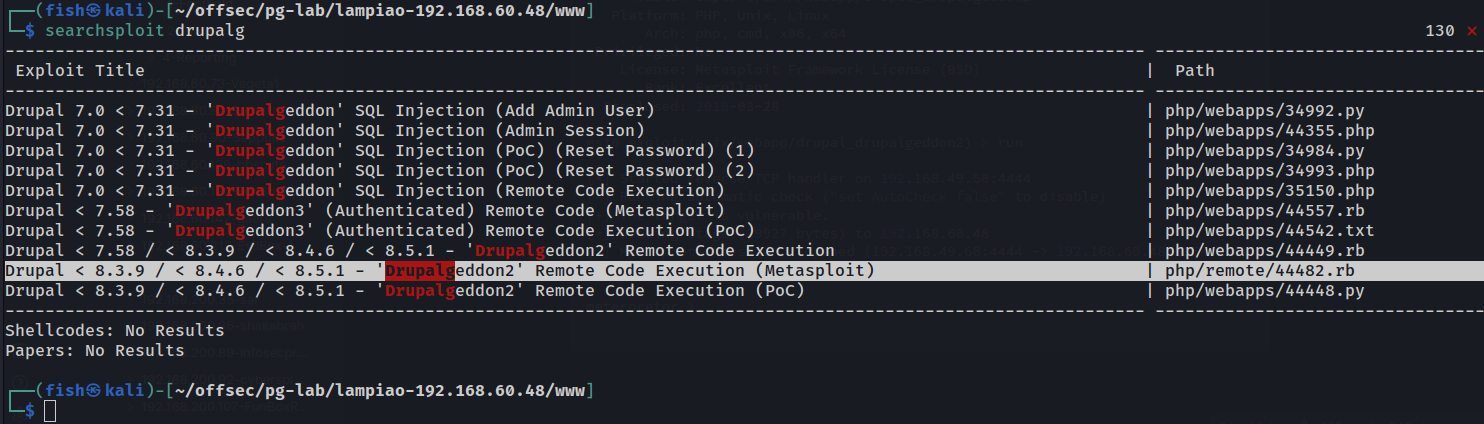 ┌──(fish㉿kali)-[~/offsec/pg-lab/lampiao-192.168.60.48/www]
└─$ searchsploit drupalg 130 ⨯
Exploit Title | Path
Drupal 7.0 < 7.31 - 'Drupalgeddon' SQL Injection (Add Admin User) | php/webapps/34992.py
Drupal 7.0 < 7.31 - 'Drupalgeddon' SQL Injection (Admin Session) | php/webapps/44355.php
Drupal 7.0 < 7.31 - 'Drupalgeddon' SQL Injection (PoC) (Reset Password) (1) | php/webapps/34984.py
Drupal 7.0 < 7.31 - 'Drupalgeddon' SQL Injection (PoC) (Reset Password) (2) | php/webapps/34993.php
Drupal 7.0 < 7.31 - 'Drupalgeddon' SQL Injection (Remote Code Execution) | php/webapps/35150.php
Drupal < 7.58 - 'Drupalgeddon3' (Authenticated) Remote Code (Metasploit) | php/webapps/44557.rb
Drupal < 7.58 - 'Drupalgeddon3' (Authenticated) Remote Code Execution (PoC) | php/webapps/44542.txt
Drupal < 7.58 / < 8.3.9 / < 8.4.6 / < 8.5.1 - 'Drupalgeddon2' Remote Code Execution | php/webapps/44449.rb
Drupal < 8.3.9 / < 8.4.6 / < 8.5.1 - 'Drupalgeddon2' Remote Code Execution (Metasploit) | php/remote/44482.rb
Drupal < 8.3.9 / < 8.4.6 / < 8.5.1 - 'Drupalgeddon2' Remote Code Execution (PoC) | php/webapps/44448.py
Shellcodes: No Results
Papers: No Results
┌──(fish㉿kali)-[~/offsec/pg-lab/lampiao-192.168.60.48/www]
└─$